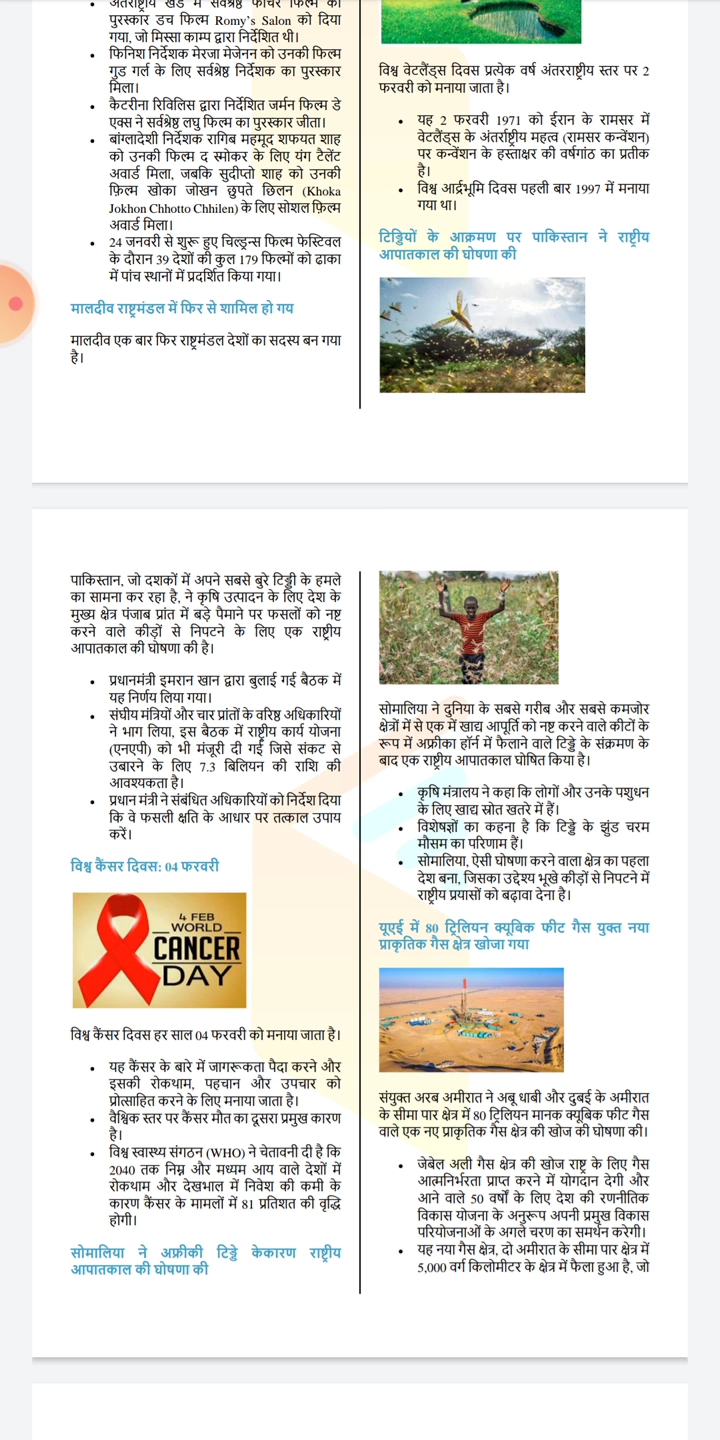 अंतर्राष्ट्रीय खंड में सर्वश्रेष्ठ फीचर फिल्म का
पुरस्कार डच फिल्म Romy’s Salon को दिया
गया, जो मिस्सा काम्प द्वारा निर्देशित थी।
फिनिश निर्देशक मेरजा मेजेनन को उनकी फिल्म
गुड गर्ल के लिए सर्वश्रेष्ठ निर्देशक का पुरस्कार
मिला।
कैटरीना रिविलिस द्वारा निर्देशित जर्मन फिल्म डे
एक्स ने सर्वश्रेष्ठ लघु फिल्म का पुरस्कार जीता।
बांग्लादेशी निर्देशक रागिब महमूद शफयत शाह
को उनकी फिल्म द स्मोकर के लिए यंग टैलेंट
अवार्ड मिला, जबकि सुदीप्तो शाह को उनकी
फ़िल्म खोका जोखन छुपते छिलन (Khoka
Jokhon Chhotto Chhilen) के लिए सोशल फ़िल्म
अवार्ड मिला।
24 जनवरी से शुरू हुए चिल्ड्रन्स फिल्म फेस्टिवल
के दौरान 39 देशों की कुल 179 फिल्मों को ढाका
में पांच स्थानों में प्रदर्शित किया गया।
मालदीव राष्ट्रमंडल में फिर से शामिल हो गय
मालदीव एक बार फिर राष्ट्रमंडल देशों का सदस्य बन गया
है।
विश्व वेटलैंड्स दिवस प्रत्येक वर्ष अंतरराष्ट्रीय स्तर पर 2
फरवरी को मनाया जाता है।
यह 2 फरवरी 1971 को ईरान के रामसर में
वेटलैंड्स के अंतर्राष्ट्रीय महत्व (रामसर कन्वेंशन)
पर कन्वेंशन के हस्ताक्षर की वर्षगांठ का प्रतीक
है।
विश्व आर्द्रभूमि दिवस पहली बार 1997 में मनाया
गया था।
टिड्डियों के आक्रमण पर पाकिस्तान ने राष्ट्रीय
आपातकाल की घोषणा की
पाकिस्तान, जो दशकों में अपने सबसे बुरे टिड्डी के हमले
का सामना कर रहा है, ने कृषि उत्पादन के लिए देश के
मुख्य क्षेत्र पंजाब प्रांत में बड़े पैमाने पर फसलों को नष्ट
करने वाले कीड़ों से निपटने के लिए एक राष्ट्रीय
आपातकाल की घोषणा की है।
प्रधानमंत्री इमरान खान द्वारा बुलाई गई बैठक में
यह निर्णय लिया गया।
संघीय मंत्रियों और चार प्रांतों के वरिष्ठ अधिकारियों
ने भाग लिया, इस बैठक में राष्ट्रीय कार्य योजना
(एनएपी) को भी मंजूरी दी गई जिसे संकट से
उबारने के लिए 7.3 बिलियन की राशि की
आवश्यकता है।
प्रधान मंत्री ने संबंधित अधिकारियों को निर्देश दिया
कि वे फसली क्षति के आधार पर तत्काल उपाय
करें।
विश्व कैंसर दिवस: 04 फरवरी
4 FEB
WORLD
CANCER
DAY
विश्व कैंसर दिवस हर साल 04 फरवरी को मनाया जाता है।
यह कैंसर के बारे में जागरूकता पैदा करने और
इसकी रोकथाम, पहचान और उपचार को
प्रोत्साहित करने के लिए मनाया जाता है।
वैश्विक स्तर पर कैंसर मौत का दूसरा प्रमुख कारण
है।
विश्व स्वास्थ्य संगठन (WHO) ने चेतावनी दी है कि
2040 तक निम्न और मध्यम आय वाले देशों में
रोकथाम और देखभाल में निवेश की कमी के
कारण कैंसर के मामलों में 81 प्रतिशत की वृद्धि
होगी।
सोमालिया ने अफ्रीकी टिड्डे केकारण राष्ट्रीय
आपातकाल की घोषणा की
सोमालिया ने दुनिया के सबसे गरीब और सबसे कमजोर
क्षेत्रों में से एक में खाद्य आपूर्ति को नष्ट करने वाले कीटों के
रूप में अफ्रीका हॉर्न में फैलाने वाले टिड्डे के संक्रमण के
बाद एक राष्ट्रीय आपातकाल घोषित किया है।
कृषि मंत्रालय ने कहा कि लोगों और उनके पशुधन
के लिए खाद्य स्रोत खतरे में हैं।
विशेषज्ञों का कहना है कि टिड्डे के झुंड चरम
मौसम का परिणाम हैं।
सोमालिया, ऐसी घोषणा करने वाला क्षेत्र का पहला
देश बना, जिसका उद्देश्य भूखे कीड़ों से निपटने में
राष्ट्रीय प्रयासों को बढ़ावा देना है।
यूएई में 80 ट्रिलियन क्यूबिक फीट गैस युक्त नया
प्राकृतिक गैस क्षेत्र खोजा गया
संयुक्त अरब अमीरात ने अबू धाबी और दुबई के अमीरात
के सीमा पार क्षेत्र में 80 ट्रिलियन मानक क्यूबिक फीट गैस
वाले एक नए प्राकृतिक गैस क्षेत्र की खोज की घोषणा की।
जेबेल अली गैस क्षेत्र की खोज राष्ट्र के लिए गैस
आत्मनिर्भरता प्राप्त करने में योगदान देगी और
आने वाले 50 वर्षों के लिए देश की रणनीतिक
विकास योजना के अनुरूप अपनी प्रमुख विकास
परियोजनाओं के अगले चरण का समर्थन करेगी।
यह नया गैस क्षेत्र, दो अमीरात के सीमा पार क्षेत्र में
5,000 वर्ग किलोमीटर के क्षेत्र में फैला हुआ है, जो